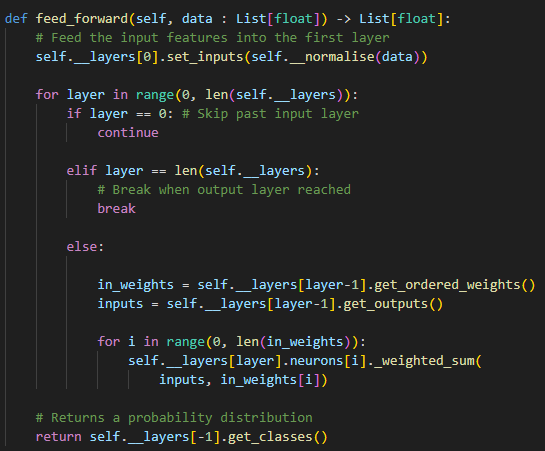 def feed_forward(self, data : List[float]) -> List[float]:
    # Feed the input features into the first layer
    self.__layers[0].set_inputs(self.__normalise(data))
    for layer in range(0, len(self.__layers)):
        if layer == 0: # Skip past input layer
            continue
        elif layer == len(self.__layers):
            # Break when output layer reached
            break
        else:
            in_weights = self.__layers[layer-1].get_ordered_weights()
            inputs = self.__layers[layer-1].get_outputs()
            for i in range(0, len(in_weights)):
                self.__layers[layer].neurons[i]._weighted_sum(
                    inputs, in_weights[i])
    # Returns a probability distribution
    return self.__layers[-1].get_classes()